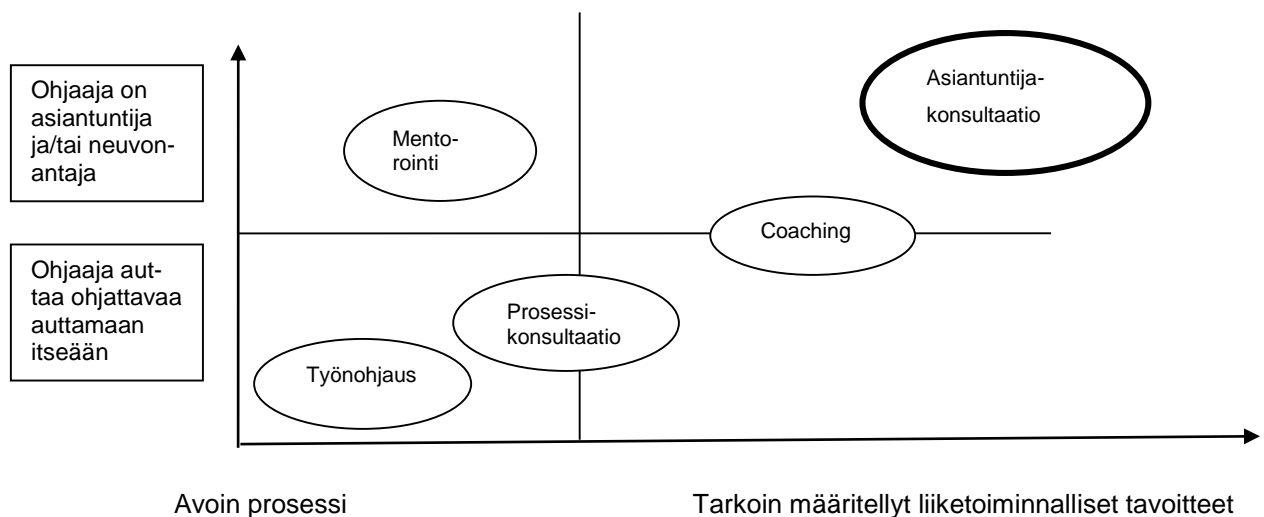 Ohjaaja on
asiantuntija
ja/tai neuvon-
antaja
Mento-
rointi
Asiantuntija-
konsultaatio
Coaching
Ohjaaja aut-
taa ohjattavaa
auttamaan
itseään
Prosessi-
konsultaatio
Työnohjaus
Avoin prosessi
Tarkoin määritellyt liiketoiminnalliset tavoitteet